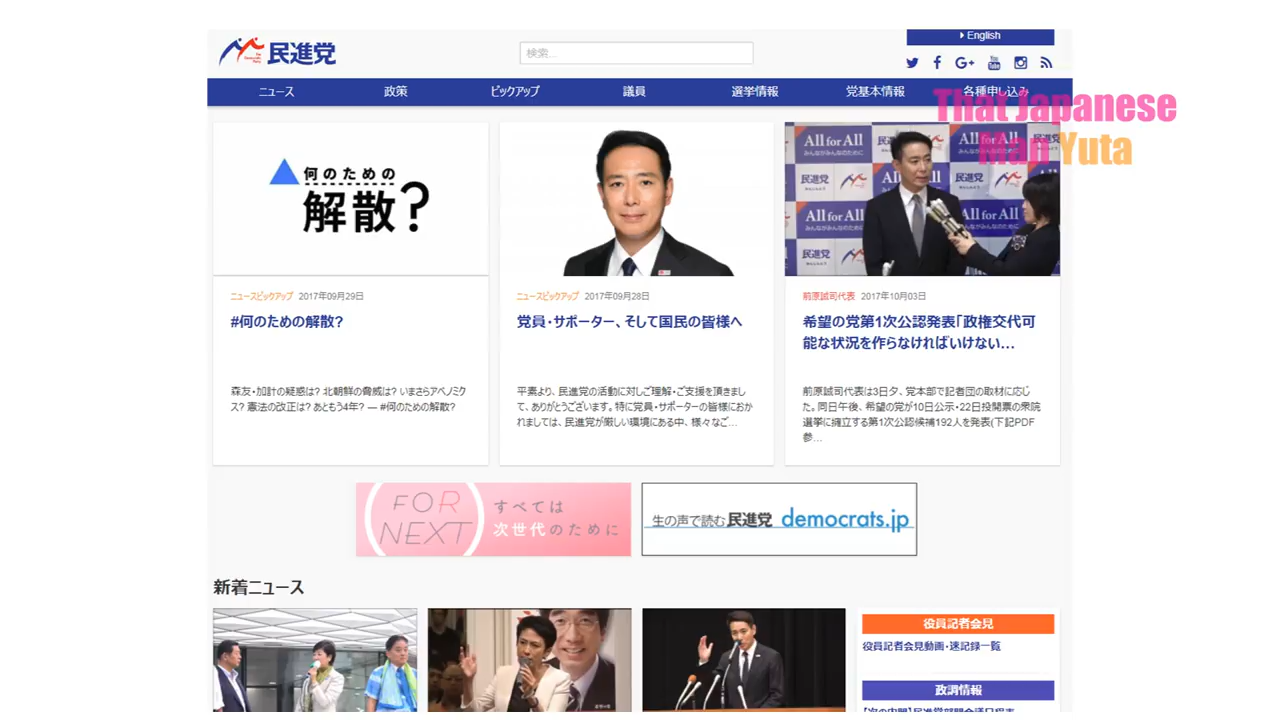 The Democratic Party
民進党
検索...
English
ニュース
政策
ピックアップ
議員
選挙情報
党基本情報
各種申し込み
That Japanese
Man Yuta
何のための
解散?
All for All
みんながみんなのために
民進党
ニュースピックアップ 2017年09月29日
#何のための解散?
森友・加計の疑惑は? 北朝鮮の脅威は? いまさらアベノミク
ス? 憲法の改正は? あともう4年? ― #何のための解散?
ニュースピックアップ 2017年09月28日
党員・サポーター、そして国民の皆様へ
平素より、民進党の活動に対しご理解・ご支援を頂きまし
て、ありがとうございます。特に党員・サポーターの皆様におか
れましては、民進党が厳しい環境にある中、様々なご...
前原誠司代表 2017年10月03日
希望の党第1次公認発表「政権交代可
能な状況を作らなければいけない...
前原誠司代表は3日夕、党本部で記者団の取材に応じ
た。同日午後、希望の党が10日公示・22日投開票の衆院
選挙に擁立する第1次公認候補192人を発表(下記PDF
参...
FOR
NEXT
すべては
次世代のために
生の声で読む民進党 democrats.jp
新着ニュース
役員記者会見
役員記者会見動画・速記録一覧
政調情報